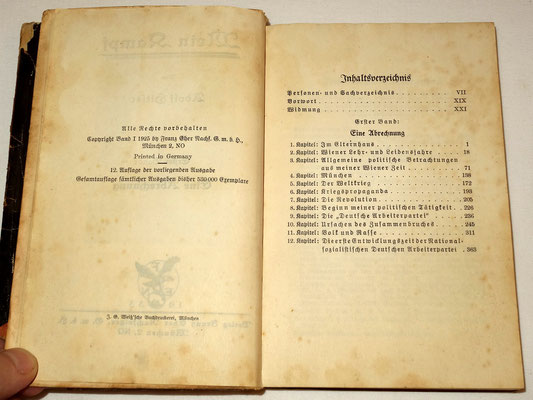 Mein Kampf
Alle Rechte vorbehalten
Copyright Band I 1925 by Franz Eher Nachf. G. m. b. H.,
München 2, NO
Printed in Germany
12. Auflage der vorliegenden Ausgabe
Gesamtauflage sämtlicher Ausgaben bisher 530000 Exemplare
J. G. Weiß'sche Buchdruckerei, München
Inhaltsverzeichnis
Personen- und Sachverzeichnis VII
Vorwort XIX
Widmung XXI
Erster Band:
Eine Abrechnung
1. Kapitel: Im Elternhaus 1
2. Kapitel: Wiener Lehr- und Leidensjahre 18
3. Kapitel: Allgemeine politische Betrachtungen
aus meiner Wiener Zeit 71
4. Kapitel: München 138
5. Kapitel: Der Weltkrieg 172
6. Kapitel: Kriegspropaganda 193
7. Kapitel: Die Revolution 205
8. Kapitel: Beginn meiner politischen Tätigkeit 226
9. Kapitel: Die „Deutsche Arbeiterpartei“ 236
10. Kapitel: Ursachen des Zusammenbruches 245
11. Kapitel: Volk und Rasse 311
12. Kapitel: Die erste Entwicklungszeit der National-
sozialistischen Deutschen Arbeiterpartei 363